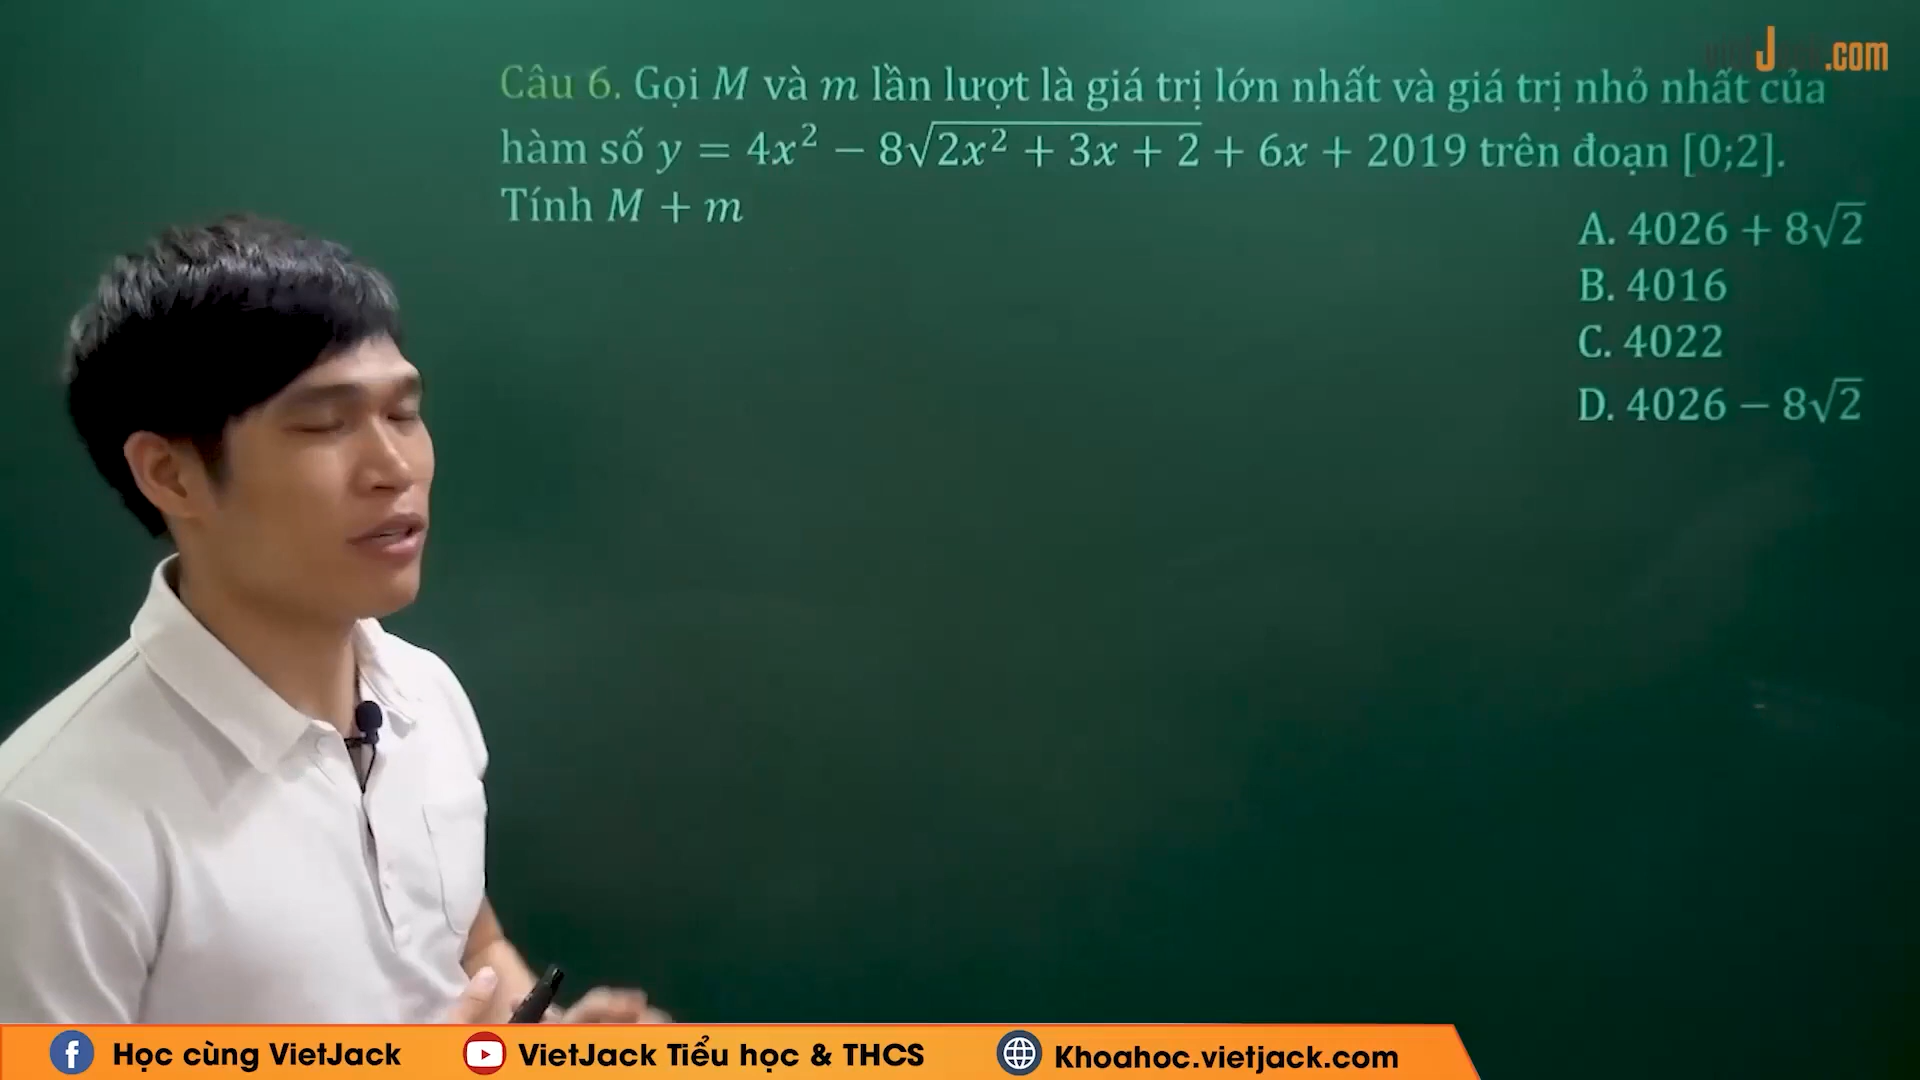 vietJack.com
Câu 6. Gọi M và m lần lượt là giá trị lớn nhất và giá trị nhỏ nhất của
hàm số y = 4x² − 8√(2x² + 3x + 2) + 6x + 2019 trên đoạn [0;2].
Tính M + m
A. 4026 + 8√2
B. 4016
C. 4022
D. 4026 − 8√2
Học cùng VietJack
VietJack Tiểu học & THCS
Khoahoc.vietjack.com